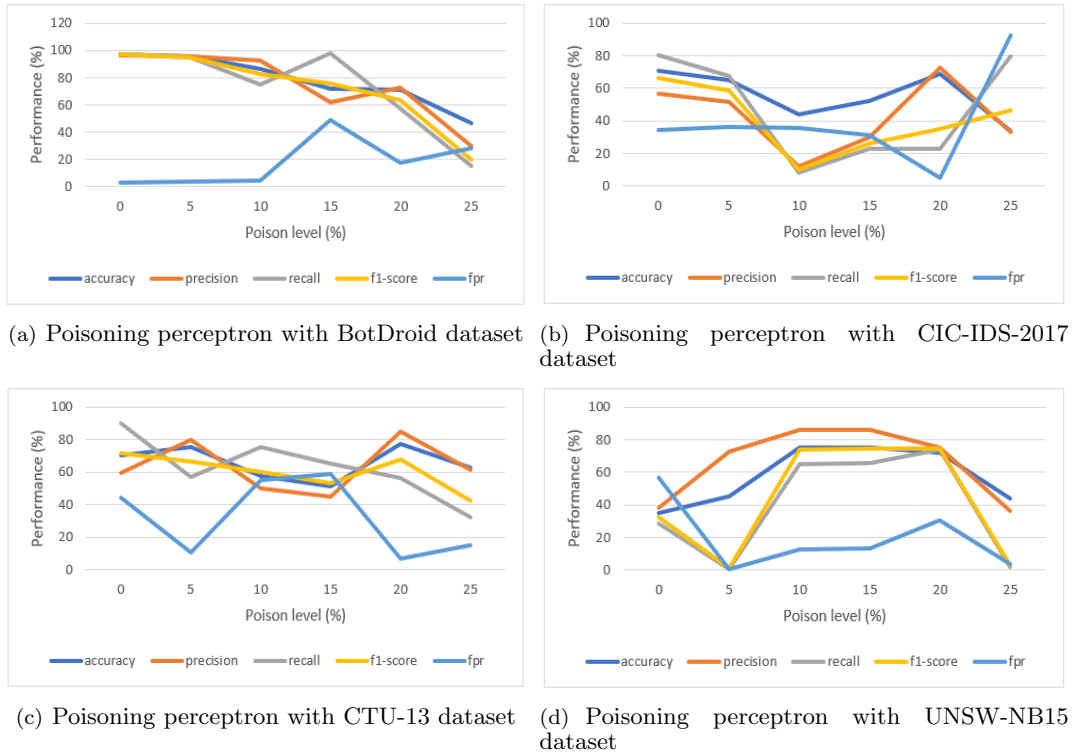 120
100
80
60
40
20
0
Performance (%)
0 5 10 15 20 25
Poison level (%)
accuracy precision recall f1-score fpr
(a) Poisoning perceptron with BotDroid dataset
100
80
60
40
20
0
Performance (%)
0 5 10 15 20 25
Poison level (%)
accuracy precision recall f1-score fpr
(b) Poisoning perceptron with CIC-IDS-2017
dataset
100
80
60
40
20
0
Performance (%)
0 5 10 15 20 25
Poison level (%)
accuracy precision recall f1-score fpr
(c) Poisoning perceptron with CTU-13 dataset
100
80
60
40
20
0
Performance (%)
0 5 10 15 20 25
Poison level (%)
accuracy precision recall f1-score fpr
(d) Poisoning perceptron with UNSW-NB15
dataset